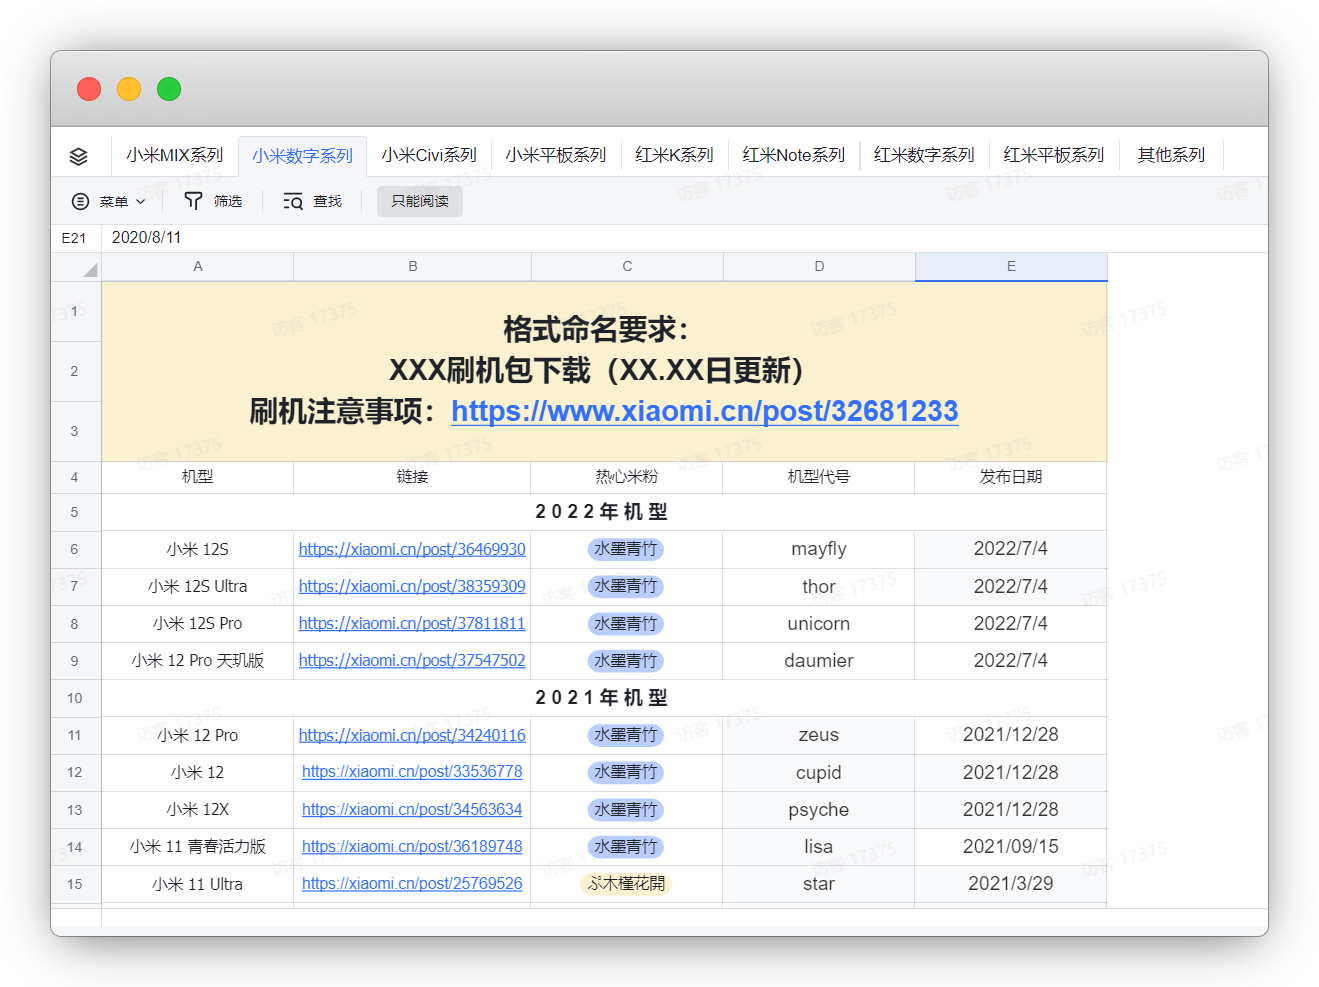 小米MIX系列 小米数字系列 小米Civi系列 小米平板系列 红米K系列 红米Note系列 红米数字系列 红米平板系列 其他系列
菜单 筛选 查找 只能阅读
E21 2020/8/11
A B C D E
1 格式命名要求：
2 XXX刷机包下载（XX.XX日更新）
3 刷机注意事项：https://www.xiaomi.cn/post/32681233
4 机型 链接 热心米粉 机型代号 发布日期
5 2022年机型
6 小米 12S https://xiaomi.cn/post/36469930 水墨青竹 mayfly 2022/7/4
7 小米 12S Ultra https://xiaomi.cn/post/38359309 水墨青竹 thor 2022/7/4
8 小米 12S Pro https://xiaomi.cn/post/37811811 水墨青竹 unicorn 2022/7/4
9 小米 12 Pro 天玑版 https://xiaomi.cn/post/37547502 水墨青竹 daumier 2022/7/4
10 2021年机型
11 小米 12 Pro https://xiaomi.cn/post/34240116 水墨青竹 zeus 2021/12/28
12 小米 12 https://xiaomi.cn/post/33536778 水墨青竹 cupid 2021/12/28
13 小米 12X https://xiaomi.cn/post/34563634 水墨青竹 psyche 2021/12/28
14 小米 11 青春活力版 https://xiaomi.cn/post/36189748 水墨青竹 lisa 2021/09/15
15 小米 11 Ultra https://xiaomi.cn/post/25769526 ぷ木槿花開 star 2021/3/29
访客 17375